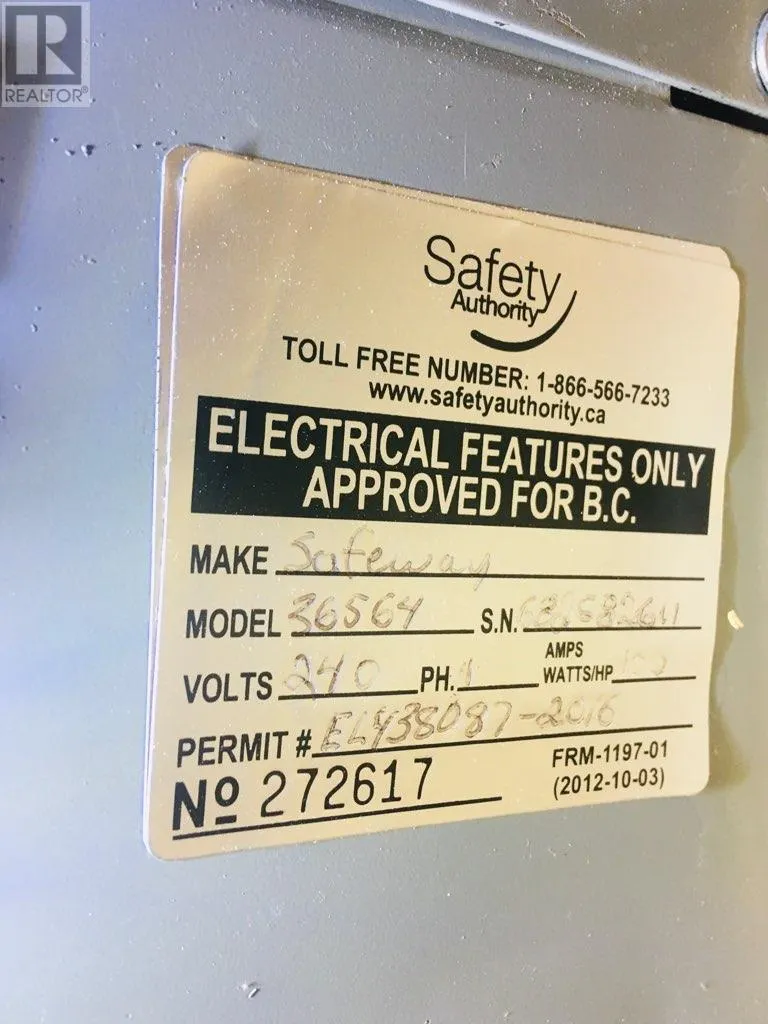 REALTOR®
Safety
Authority
TOLL FREE NUMBER: 1-866-566-7233
www.safetyauthority.ca
ELECTRICAL FEATURES ONLY
APPROVED FOR B.C.
MAKE Safeway
MODEL 36564 S.N.
VOLTS 240 PH. 1 AMPS WATTS/HP
PERMIT # EL438087-2016
Nº 272617
FRM-1197-01
(2012-10-03)